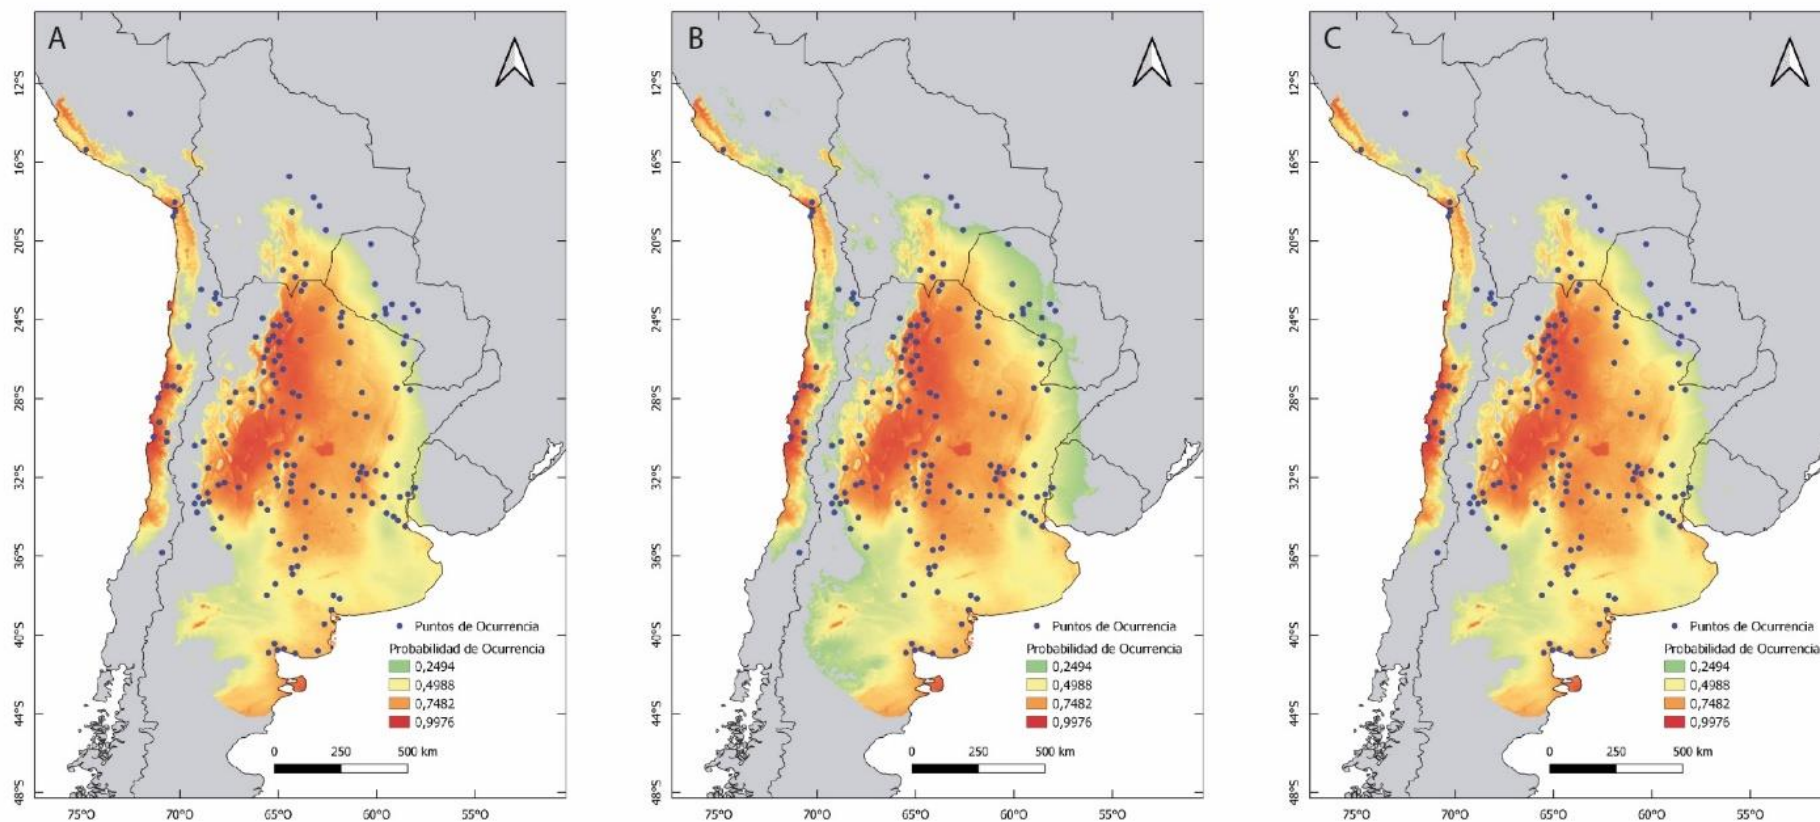 A
12°S
16°S
20°S
24°S
28°S
32°S
36°S
40°S
44°S
48°S
75°O
70°O
65°O
60°O
55°O
Puntos de Ocurrencia
Probabilidad de Ocurrencia
0,2494
0,4988
0,7482
0,9976
0 250 500 km
B
12°S
16°S
20°S
24°S
28°S
32°S
36°S
40°S
44°S
48°S
75°O
70°O
65°O
60°O
55°O
Puntos de Ocurrencia
Probabilidad de Ocurrencia
0,2494
0,4988
0,7482
0,9976
0 250 500 km
C
12°S
16°S
20°S
24°S
28°S
32°S
36°S
40°S
44°S
48°S
75°O
70°O
65°O
60°O
55°O
Puntos de Ocurrencia
Probabilidad de Ocurrencia
0,2494
0,4988
0,7482
0,9976
0 250 500 km